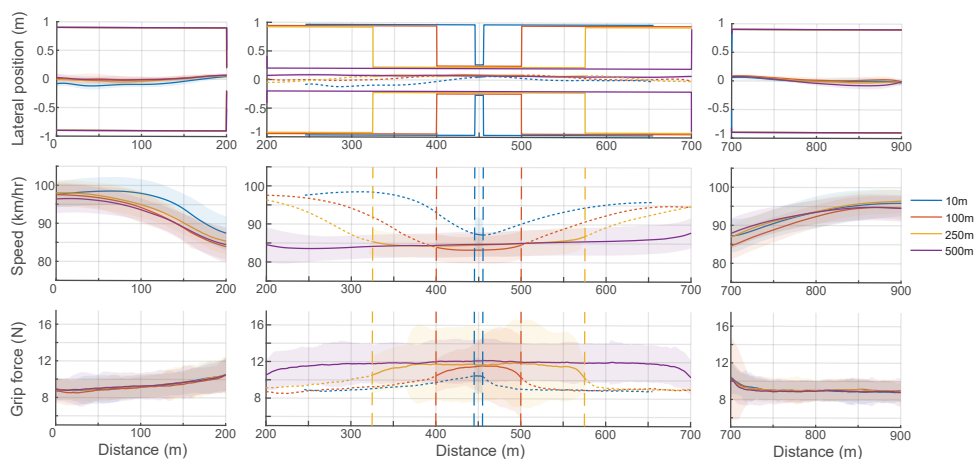 Lateral position (m)
1 0.5 0 -0.5 -1
0 100 200
1 0.5 0 -0.5 -1
200 300 400 500 600 700
1 0.5 0 -0.5 -1
700 800 900
Speed (km/hr)
100 90 80
0 100 200
100 95 90 85 80
200 300 400 500 600 700
100 90 80
700 800 900
10m
100m
250m
500m
Grip force (N)
16 12 8
0 100 200
16 12 8
200 300 400 500 600 700
16 12 8
700 800 900
Distance (m) Distance (m) Distance (m)